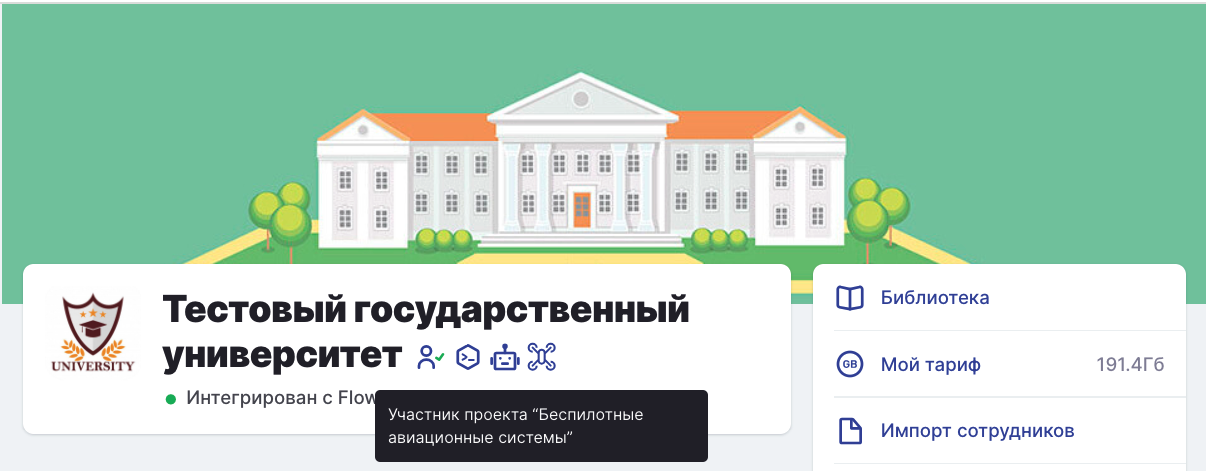 Тестовый государственный
университет
UNIVERSITY
Интегрирован с Flow
Участник проекта “Беспилотные
авиационные системы”
Библиотека
GB
Мой тариф
191.4Гб
Импорт сотрудников